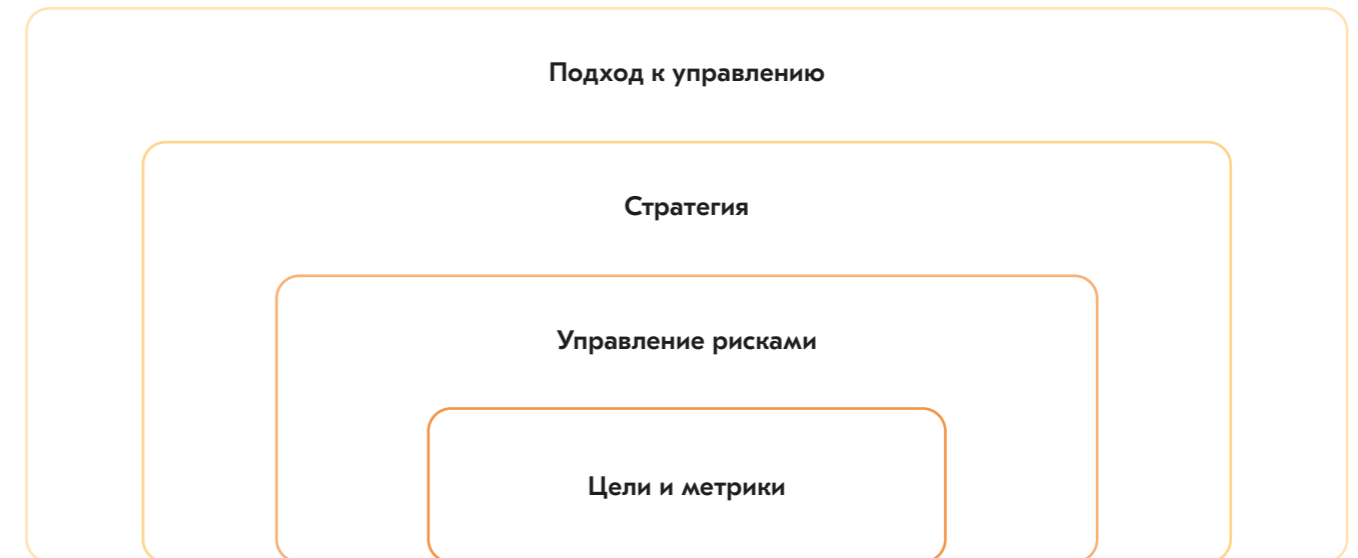 Подход к управлению
Стратегия
Управление рисками
Цели и метрики